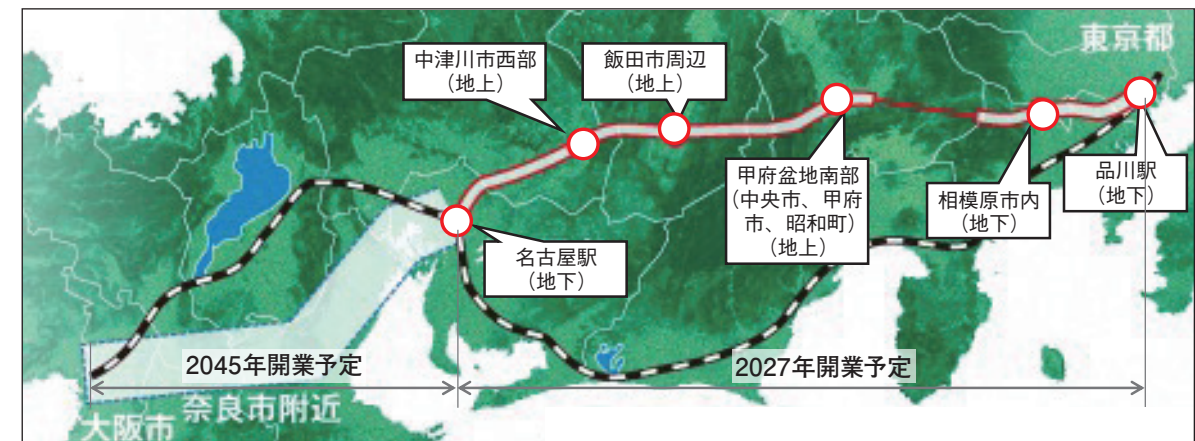 東京都
中津川市西部
（地上）
飯田市周辺
（地上）
甲府盆地南部
（中央市、甲府
市、昭和町）
（地上）
相模原市内
（地下）
品川駅
（地下）
名古屋駅
（地下）
2045年開業予定
2027年開業予定
奈良市附近
大阪市